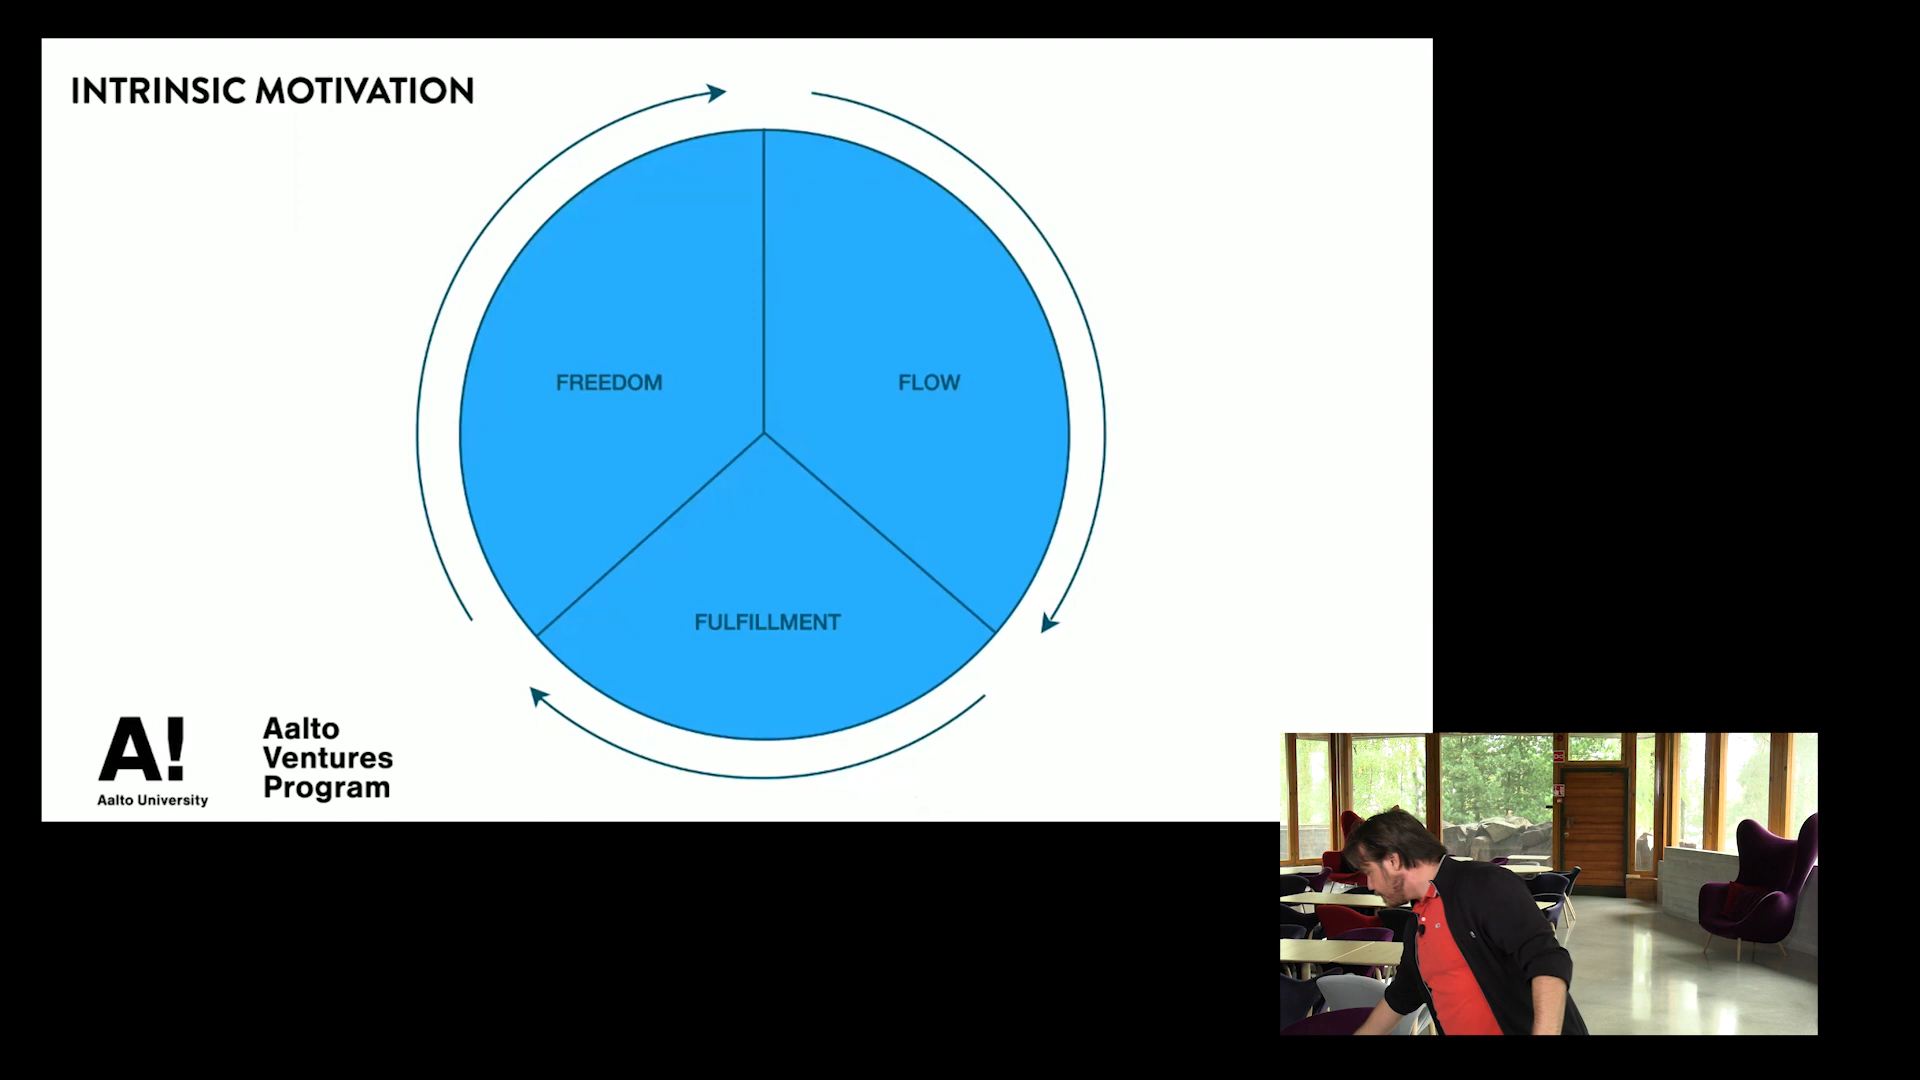 INTRINSIC MOTIVATION
FREEDOM
FLOW
FULFILLMENT
A!
Aalto University
Aalto
Ventures
Program